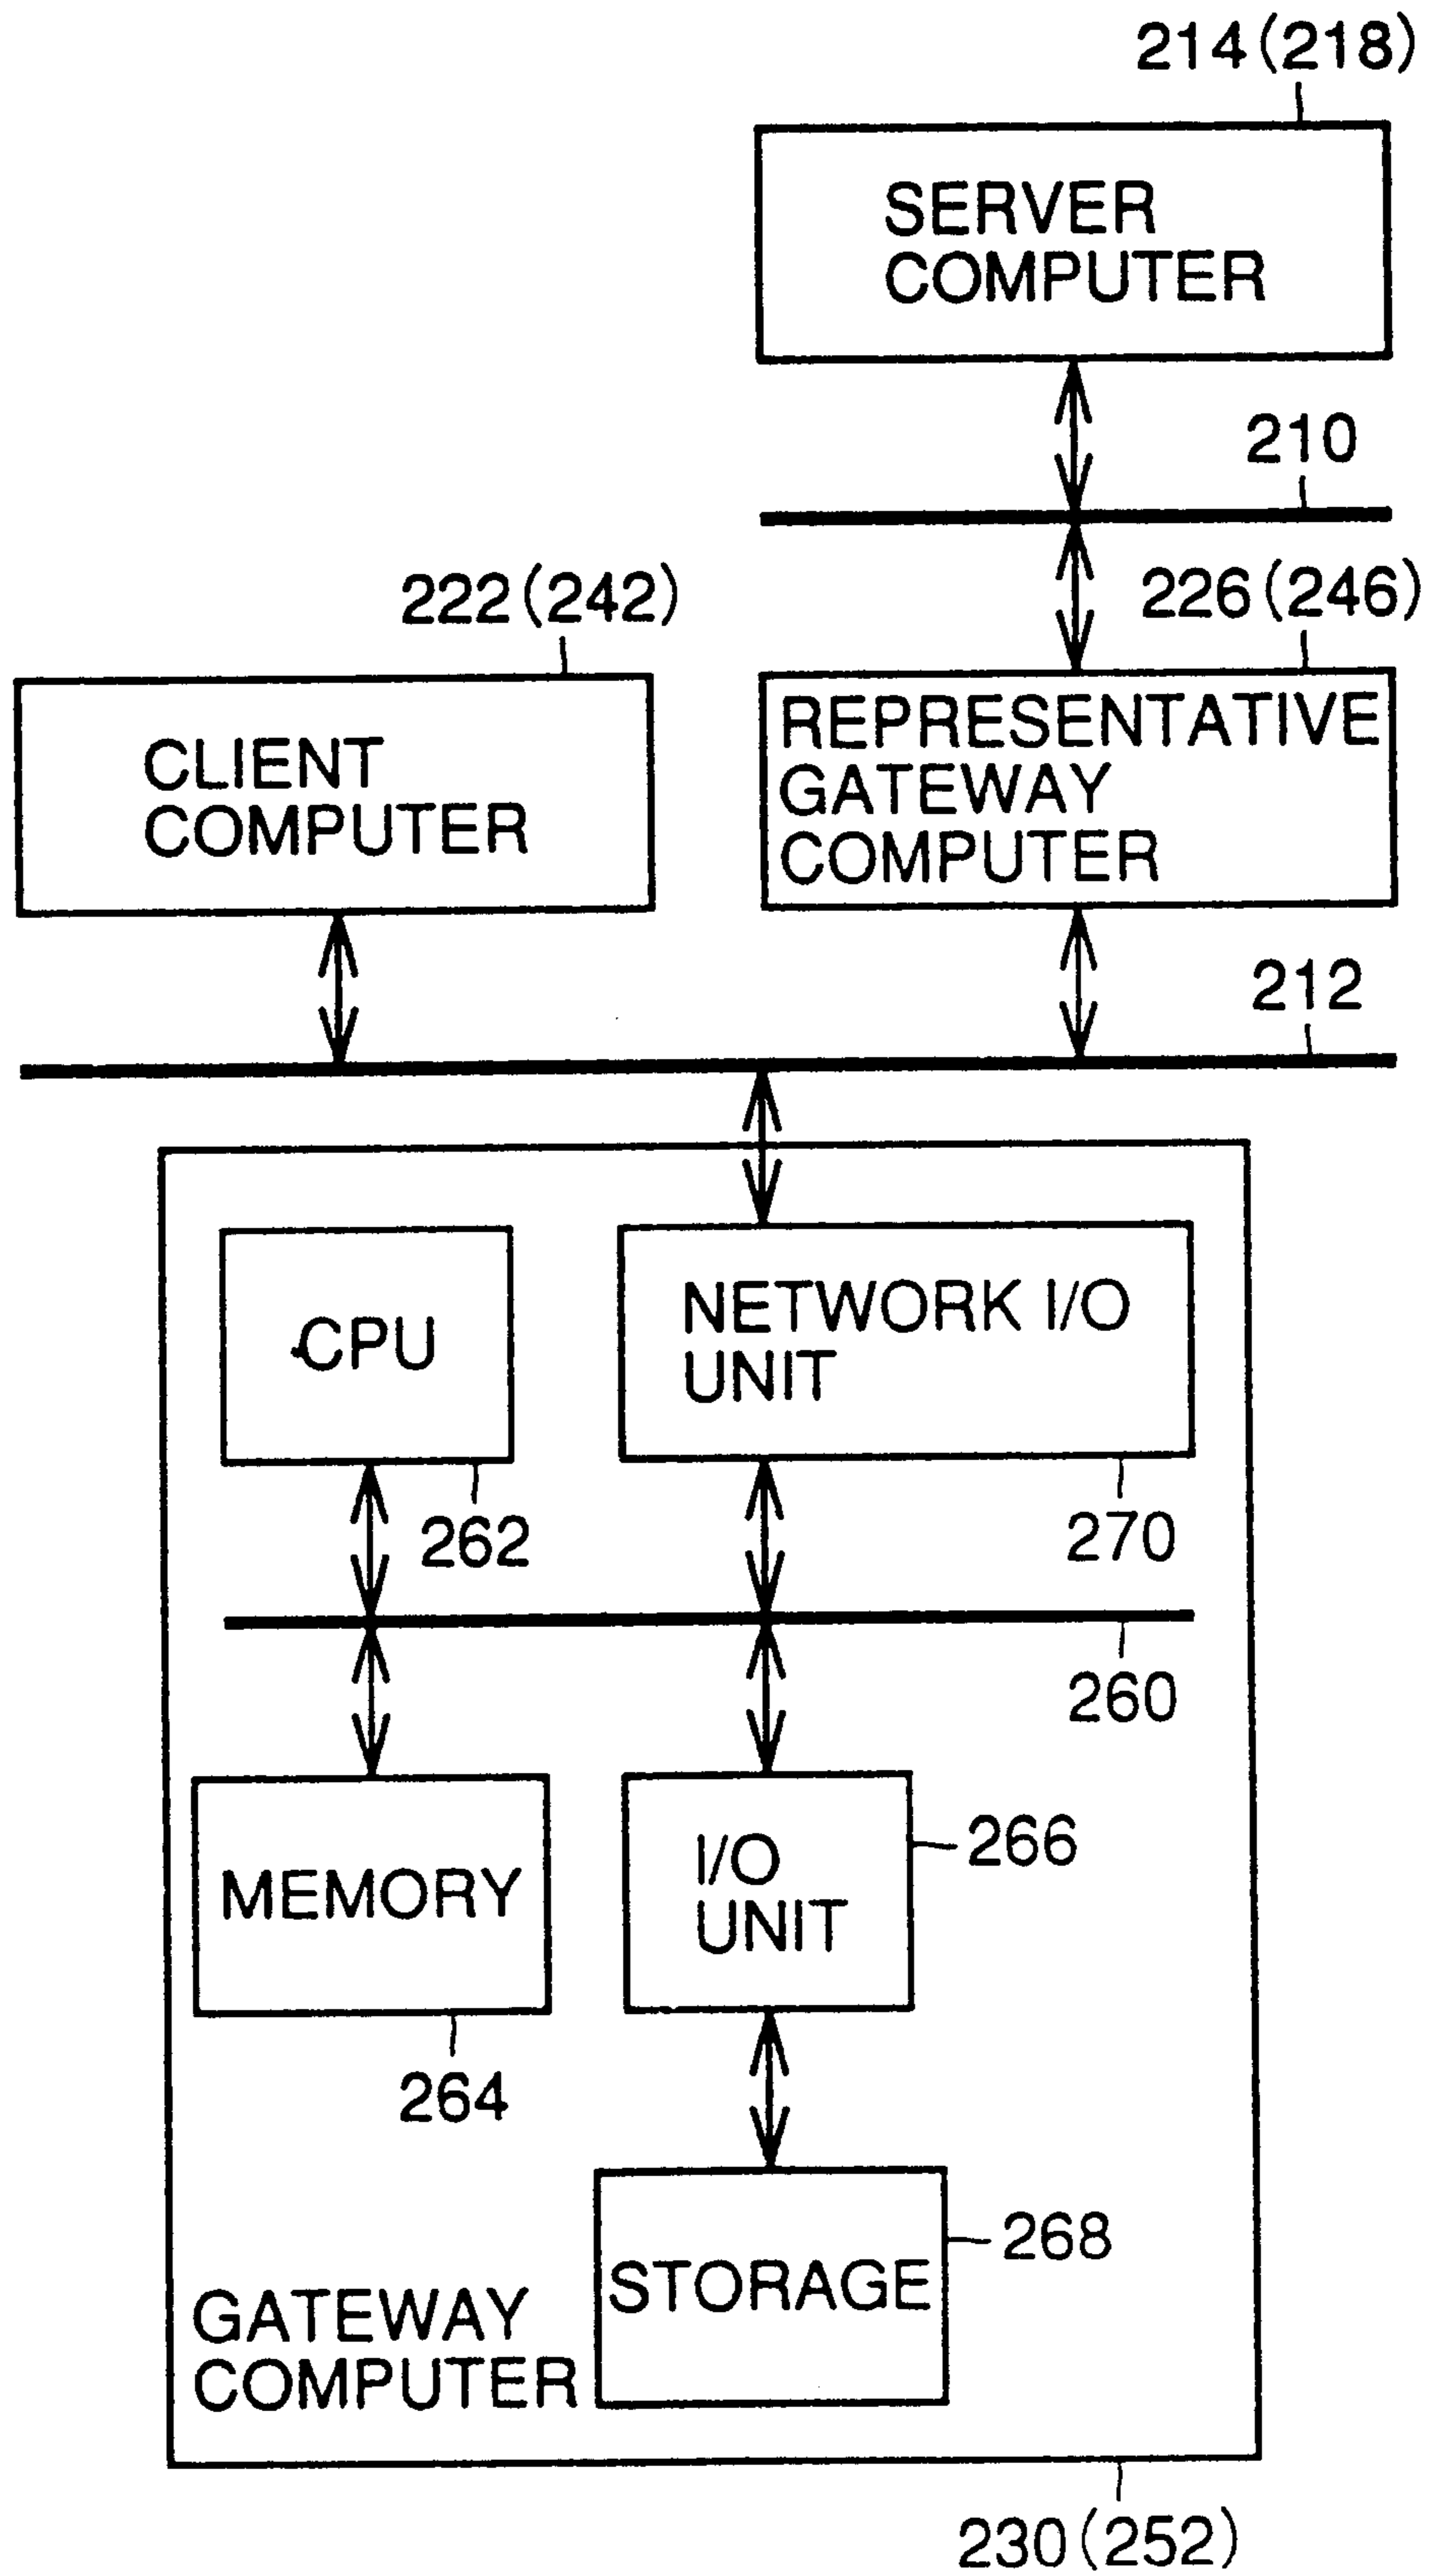 214(218)
SERVER
COMPUTER
210
222(242)
226(246)
CLIENT
COMPUTER
REPRESENTATIVE
GATEWAY
COMPUTER
212
CPU
NETWORK I/O
UNIT
262
270
260
MEMORY
I/O
UNIT
266
264
STORAGE
268
GATEWAY
COMPUTER
230(252)